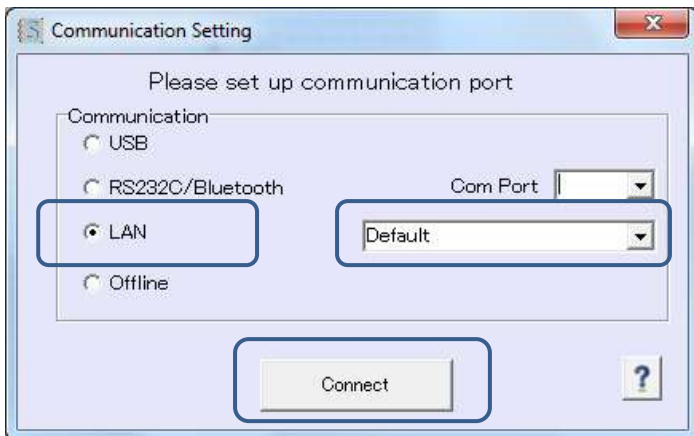 Communication Setting
Please set up communication port
Communication
USB
RS232C/Bluetooth
Com Port
LAN
Default
Offline
Connect
?